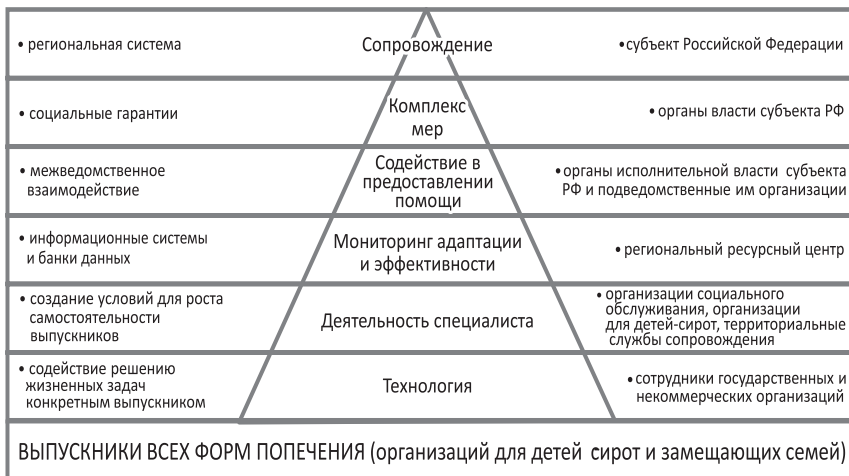 • региональная система
Сопровождение
•субъект Российской Федерации
• социальные гарантии
Комплекс
мер
• органы власти субъекта РФ
• межведомственное
взаимодействие
Содействие в
предоставлении
помощи
•органы исполнительной власти субъекта
РФ и подведомственные им организации
• информационные системы
и банки данных
Мониторинг адаптации
и эффективности
• региональный ресурсный центр
• создание условий для роста
самостоятельности
выпускников
Деятельность специалиста
• организации социального
обслуживания, организации
для детей-сирот, территориальные
службы сопровождения
• содействие решению
жизненных задач
конкретным выпускником
Технология
•сотрудники государственных и
некоммерческих организаций
ВЫПУСКНИКИ ВСЕХ ФОРМ ПОПЕЧЕНИЯ (организаций для детей сирот и замещающих семей)